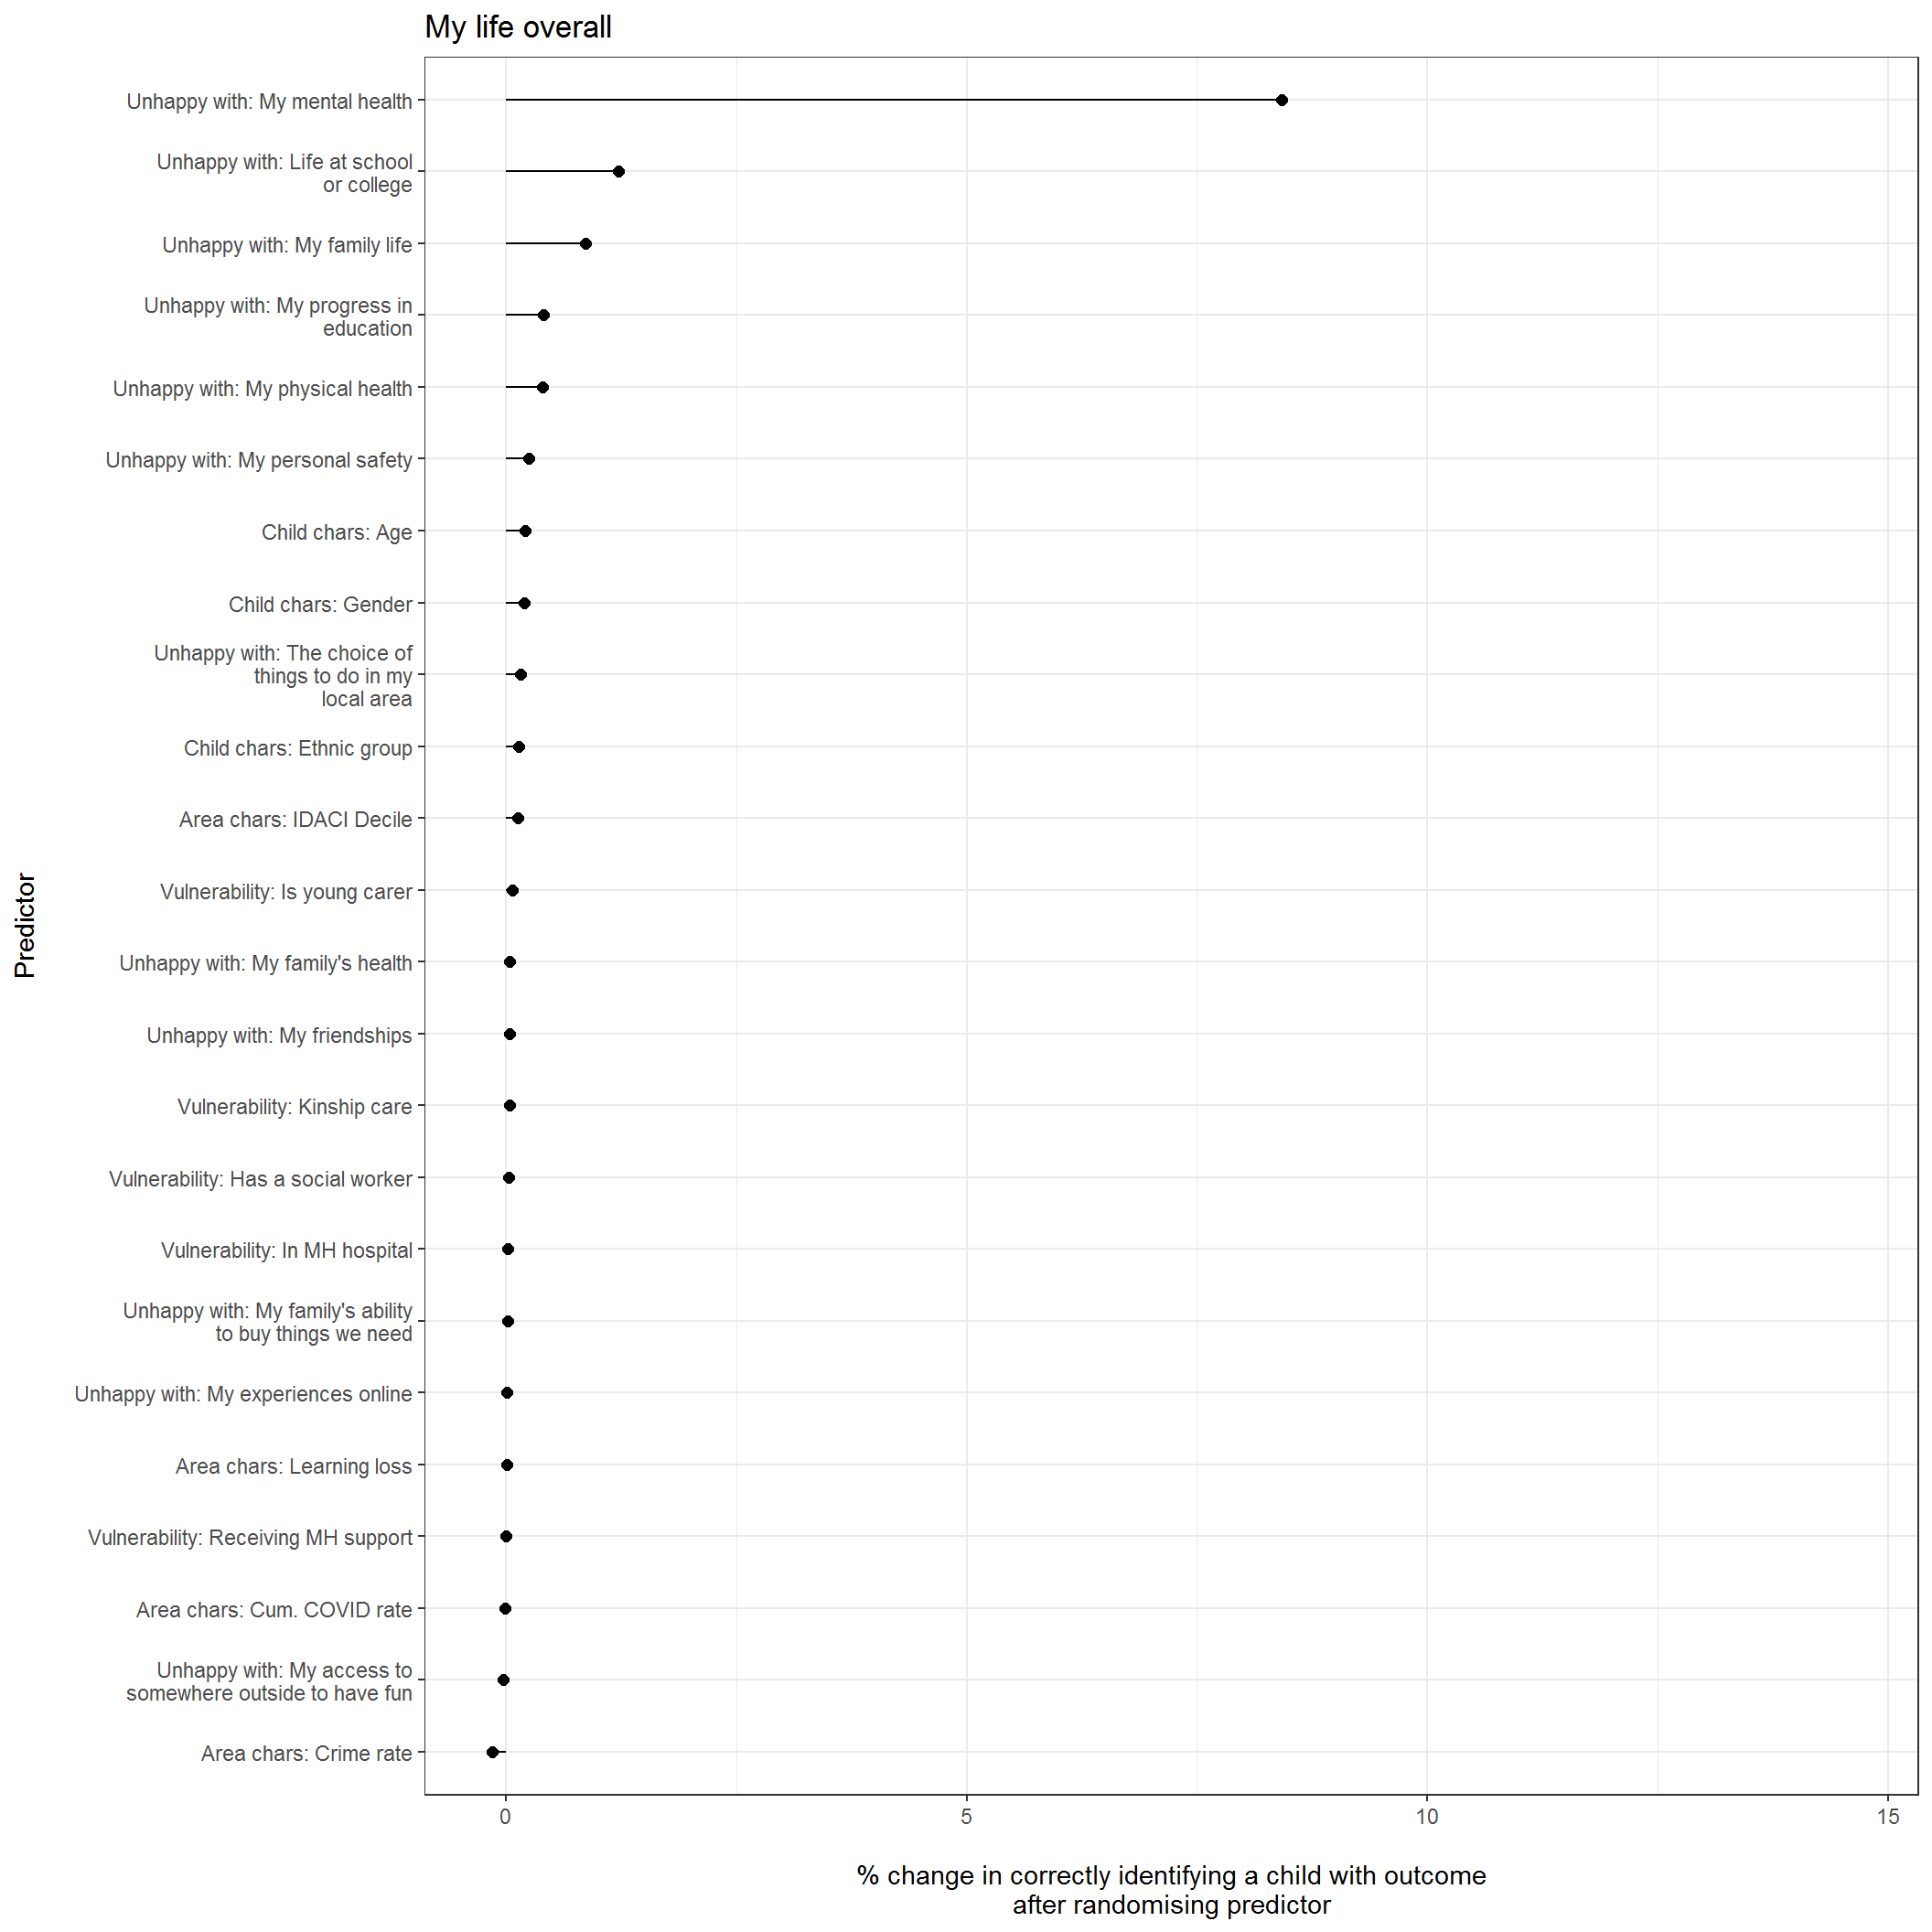 My life overall
Unhappy with: My mental health
Unhappy with: Life at school
or college
Unhappy with: My family life
Unhappy with: My progress in
education
Unhappy with: My physical health
Unhappy with: My personal safety
Child chars: Age
Child chars: Gender
Unhappy with: The choice of
things to do in my
local area
Child chars: Ethnic group
Area chars: IDACI Decile
Vulnerability: Is young carer
Unhappy with: My family's health
Unhappy with: My friendships
Vulnerability: Kinship care
Vulnerability: Has a social worker
Vulnerability: In MH hospital
Unhappy with: My family's ability
to buy things we need
Unhappy with: My experiences online
Area chars: Learning loss
Vulnerability: Receiving MH support
Area chars: Cum. COVID rate
Unhappy with: My access to
somewhere outside to have fun
Area chars: Crime rate
Predictor
0 5 10 15
% change in correctly identifying a child with outcome
after randomising predictor